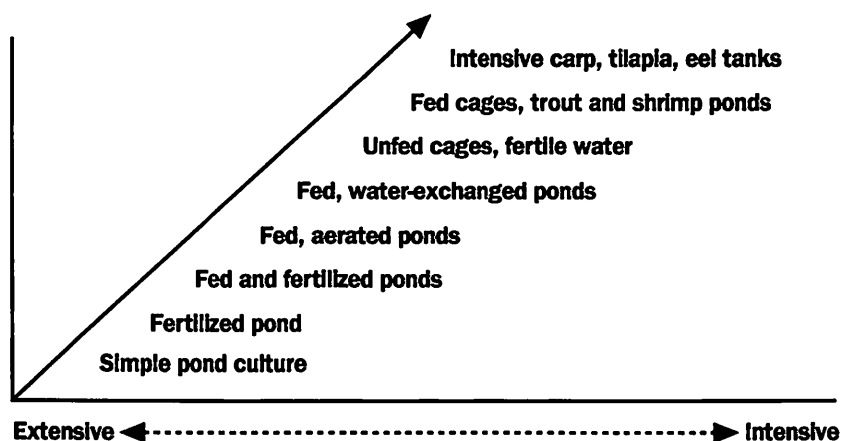 Intensive carp, tilapia, eel tanks
Fed cages, trout and shrimp ponds
Unfed cages, fertile water
Fed, water-exchanged ponds
Fed, aerated ponds
Fed and fertilized ponds
Fertilized pond
Simple pond culture
Extensive Intensive